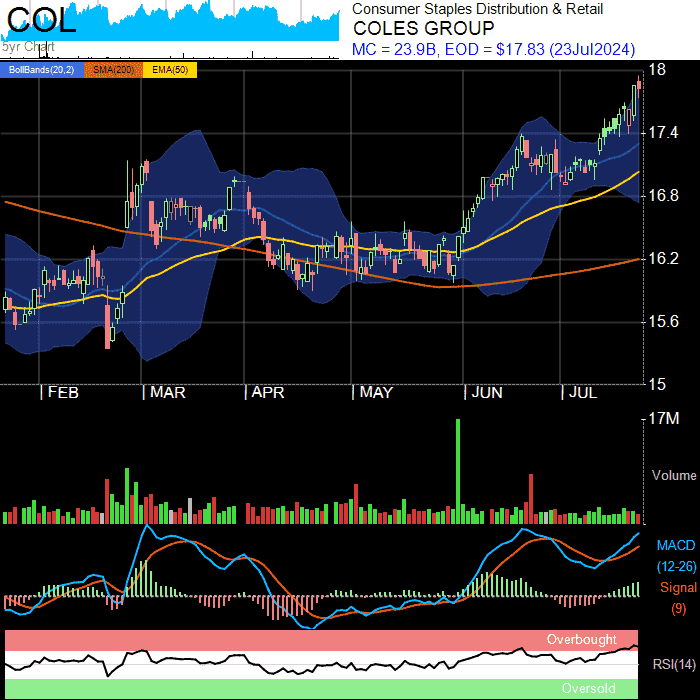 COL
5yr Chart
Consumer Staples Distribution & Retail
COLES GROUP
MC = 23.9B, EOD = $17.83 (23Jul2024)
BollBands(20,2) SMA(200) EMA(50)
18
17.4
16.8
16.2
15.6
15
FEB MAR APR MAY JUN JUL
17M
Volume
MACD
(12-26)
Signal
(9)
Overbought
RSI(14)
Oversold